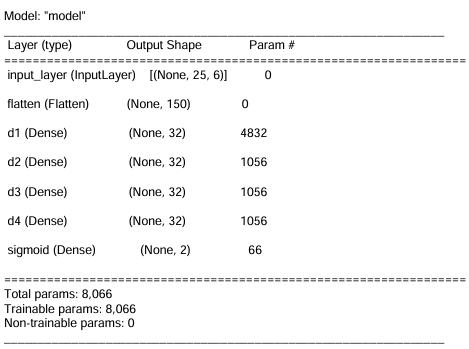 Model: "model"
_________________________________________________________________
Layer (type) Output Shape Param #
=================================================================
input_layer (InputLayer) [(None, 25, 6)] 0
flatten (Flatten) (None, 150) 0
d1 (Dense) (None, 32) 4832
d2 (Dense) (None, 32) 1056
d3 (Dense) (None, 32) 1056
d4 (Dense) (None, 32) 1056
sigmoid (Dense) (None, 2) 66
=================================================================
Total params: 8,066
Trainable params: 8,066
Non-trainable params: 0
_________________________________________________________________